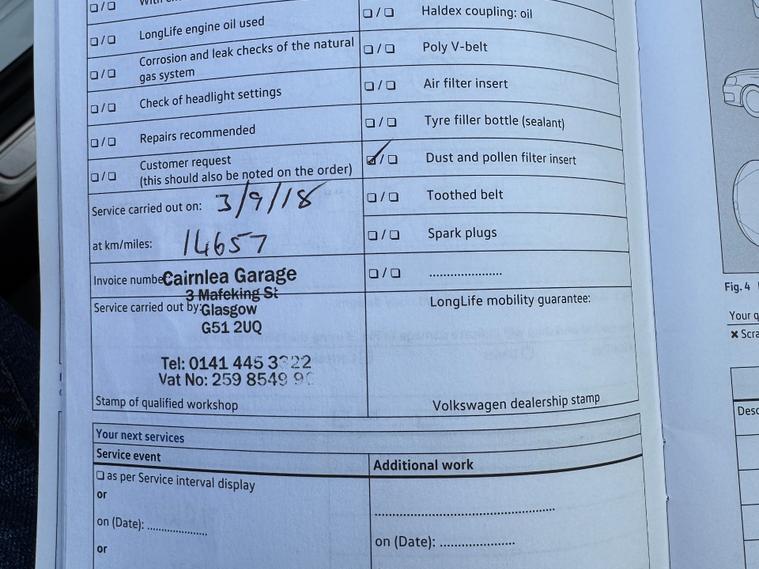 ❏ / ❏
❏ / ❏ LongLife engine oil used
❏ / ❏ Corrosion and leak checks of the natural
gas system
❏ / ❏ Check of headlight settings
❏ / ❏ Repairs recommended
❏ / ❏ Customer request
(this should also be noted on the order)
Service carried out on: 3/9/18
at km/miles: 14657
Invoice number
Cairnlea Garage
3 Mafeking St
Service carried out by:
Glasgow
G51 2UQ
Tel: 0141 445 3322
Vat No: 259 8549
Stamp of qualified workshop
❏ / ❏ Haldex coupling: oil
❏ / ❏ Poly V-belt
❏ / ❏ Air filter insert
❏ / ❏ Tyre filler bottle (sealant)
☑ / ❏ Dust and pollen filter insert
❏ / ❏ Toothed belt
❏ / ❏ Spark plugs
❏ / ❏ ......................
LongLife mobility guarantee:
Volkswagen dealership stamp
Your next services
Service event
❏ as per Service interval display
or
on (Date): ..................
or
Additional work
......................................................
on (Date): ......................
Fig. 4
Your
✖